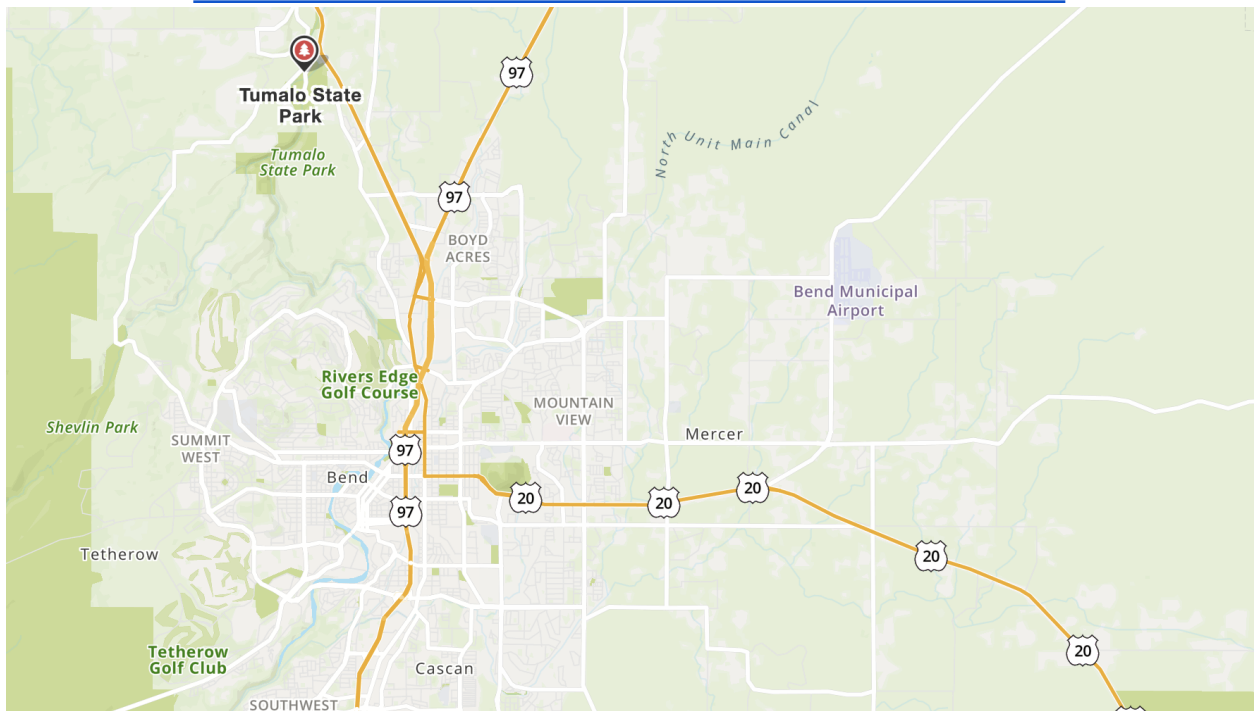 97
Tumalo State
Park
North Unit Main Canal
Tumalo
State Park
97
BOYD
ACRES
Bend Municipal
Airport
Rivers Edge
Golf Course
MOUNTAIN
VIEW
Shevlin Park
SUMMIT
WEST
Mercer
97
Bend
20
20
20
97
Tetherow
20
Tetherow
Golf Club
20
Cascan
SOUTHWEST